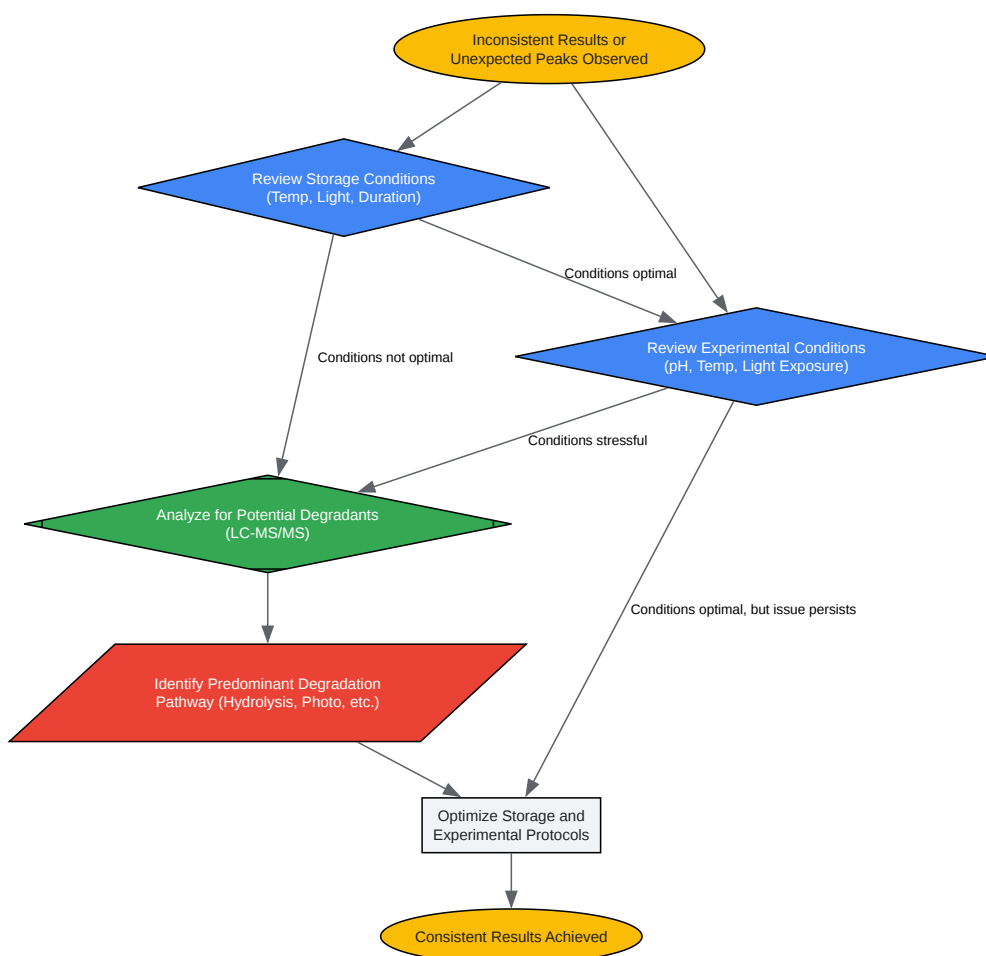 Inconsistent Results or
Unexpected Peaks Observed
Review Storage Conditions
(Temp, Light, Duration)
Conditions optimal
Review Experimental Conditions
(pH, Temp, Light Exposure)
Conditions not optimal
Conditions stressful
Analyze for Potential Degradants
(LC-MS/MS)
Conditions optimal, but issue persists
Identify Predominant Degradation
Pathway (Hydrolysis, Photo, etc.)
Optimize Storage and
Experimental Protocols
Consistent Results Achieved